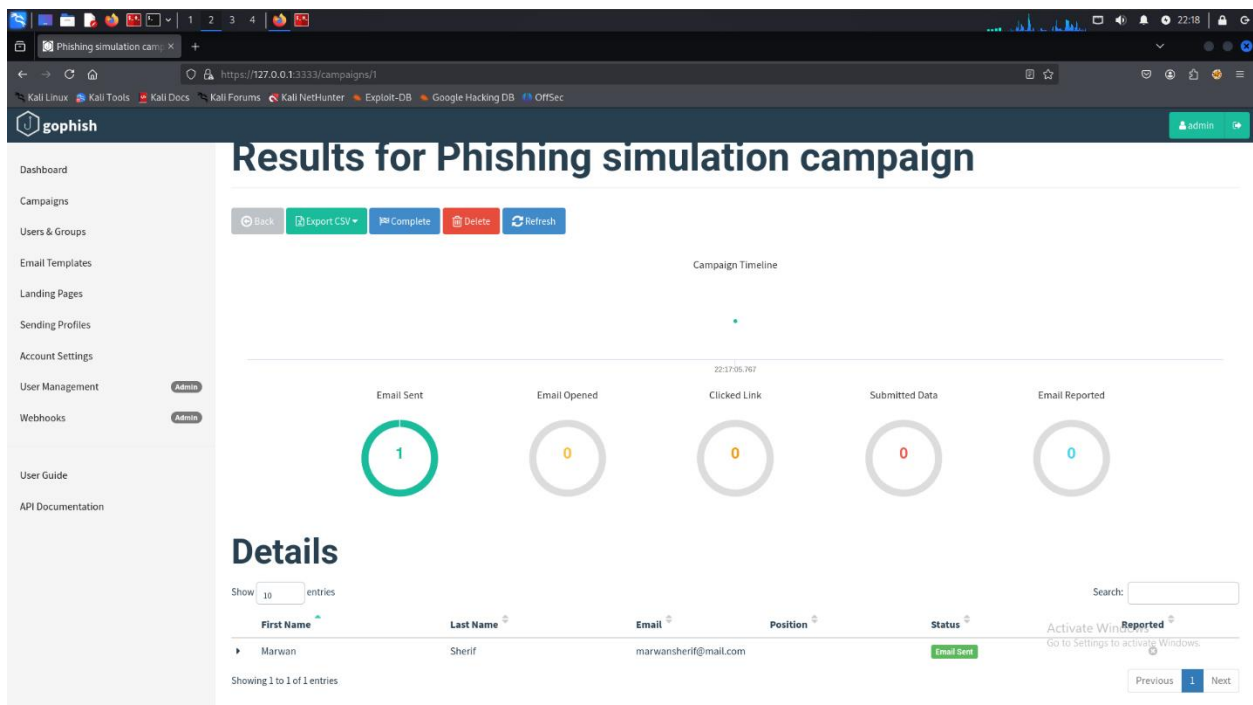 1 2 3 4
22:18
Phishing simulation camp
https://127.0.0.1:3333/campaigns/1
Kali Linux Kali Tools Kali Docs Kali Forums Kali NetHunter Exploit-DB Google Hacking DB OffSec
gophish
admin
Dashboard
Campaigns
Users & Groups
Email Templates
Landing Pages
Sending Profiles
Account Settings
User Management Admin
Webhooks Admin
User Guide
API Documentation
Results for Phishing simulation campaign
Back Export CSV Complete Delete Refresh
Campaign Timeline
22:17:05.767
Email Sent Email Opened Clicked Link Submitted Data Email Reported
1 0 0 0 0
Details
Show 10 entries Search:
First Name Last Name Email Position Status Reported
Marwan Sherif marwansherif@mail.com Email Sent
Activate Windows
Go to Settings to activate Windows.
Showing 1 to 1 of 1 entries
Previous 1 Next